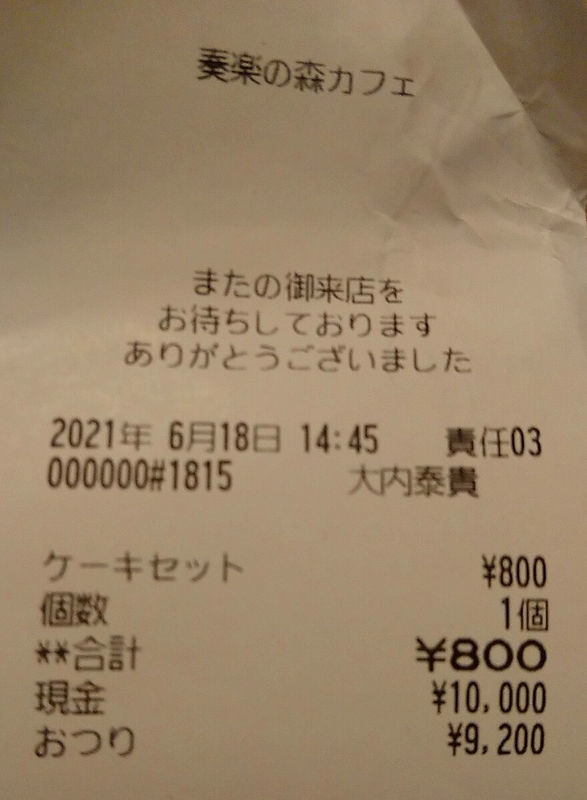 奏楽の森カフェ
またの御来店を
お待ちしております
ありがとうございました
2021年 6月18日 14:45 責任03
000000#1815 大内泰貴
ケーキセット ¥800
個数 1個
**合計 ¥800
現金 ¥10,000
おつり ¥9,200